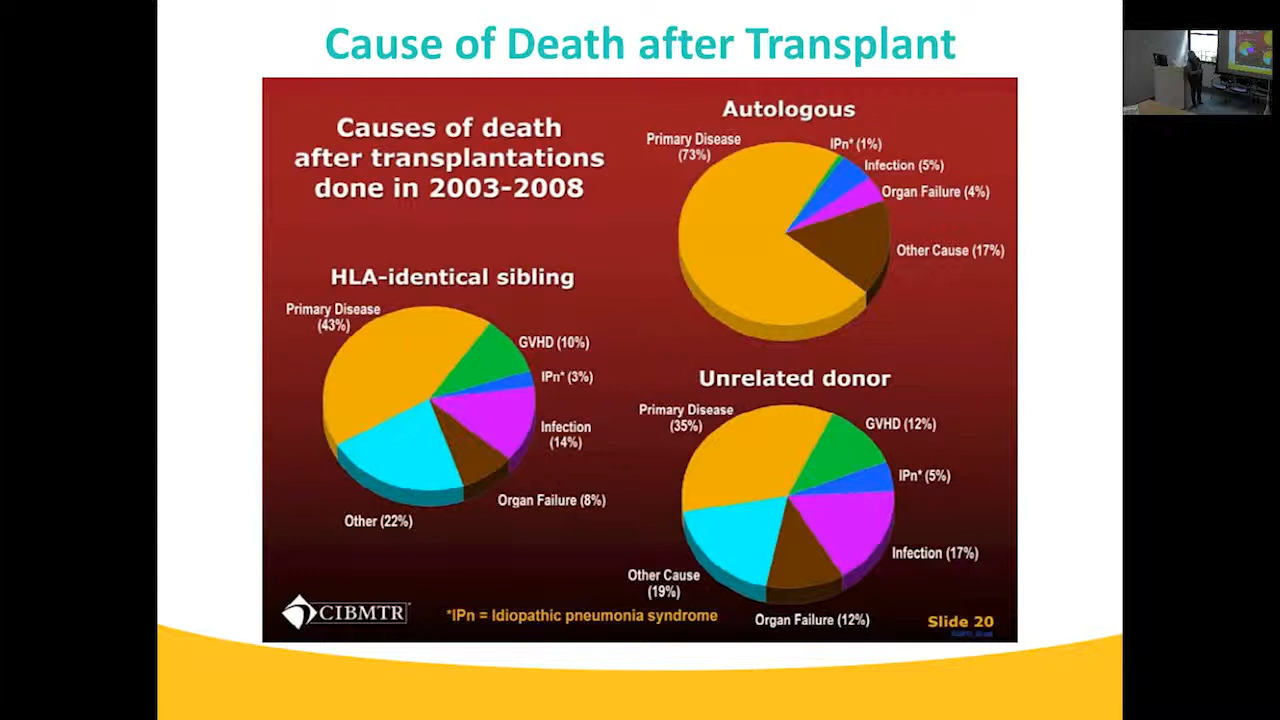 Cause of Death after Transplant
Causes of death
after transplantations
done in 2003-2008
Autologous
Primary Disease
(73%)
IPn* (1%)
Infection (5%)
Organ Failure (4%)
Other Cause (17%)
HLA-identical sibling
Primary Disease
(43%)
GVHD (10%)
IPn* (3%)
Infection
(14%)
Organ Failure (8%)
Other (22%)
Unrelated donor
Primary Disease
(35%)
GVHD (12%)
IPn* (5%)
Infection (17%)
Organ Failure (12%)
Other Cause
(19%)
CIBMTR
*IPn = Idiopathic pneumonia syndrome
Slide 20